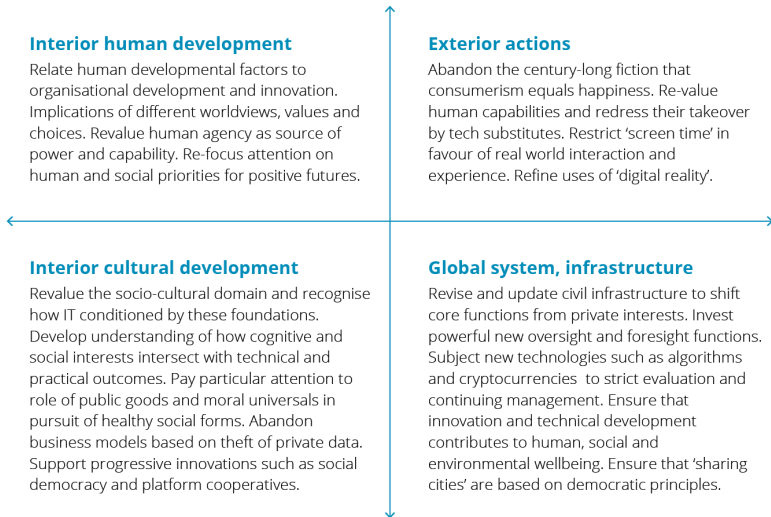 Interior human development
Relate human developmental factors to
organisational development and innovation.
Implications of different worldviews, values and
choices. Revalue human agency as source of
power and capability. Re-focus attention on
human and social priorities for positive futures.
Exterior actions
Abandon the century-long fiction that
consumerism equals happiness. Re-value
human capabilities and redress their takeover
by tech substitutes. Restrict ‘screen time’ in
favour of real world interaction and
experience. Refine uses of ‘digital reality’.
Interior cultural development
Revalue the socio-cultural domain and recognise
how IT conditioned by these foundations.
Develop understanding of how cognitive and
social interests intersect with technical and
practical outcomes. Pay particular attention to
role of public goods and moral universals in
pursuit of healthy social forms. Abandon
business models based on theft of private data.
Support progressive innovations such as social
democracy and platform cooperatives.
Global system, infrastructure
Revise and update civil infrastructure to shift
core functions from private interests. Invest
powerful new oversight and foresight functions.
Subject new technologies such as algorithms
and cryptocurrencies  to strict evaluation and
continuing management. Ensure that
innovation and technical development
contributes to human, social and
environmental wellbeing. Ensure that ‘sharing
cities’ are based on democratic principles.